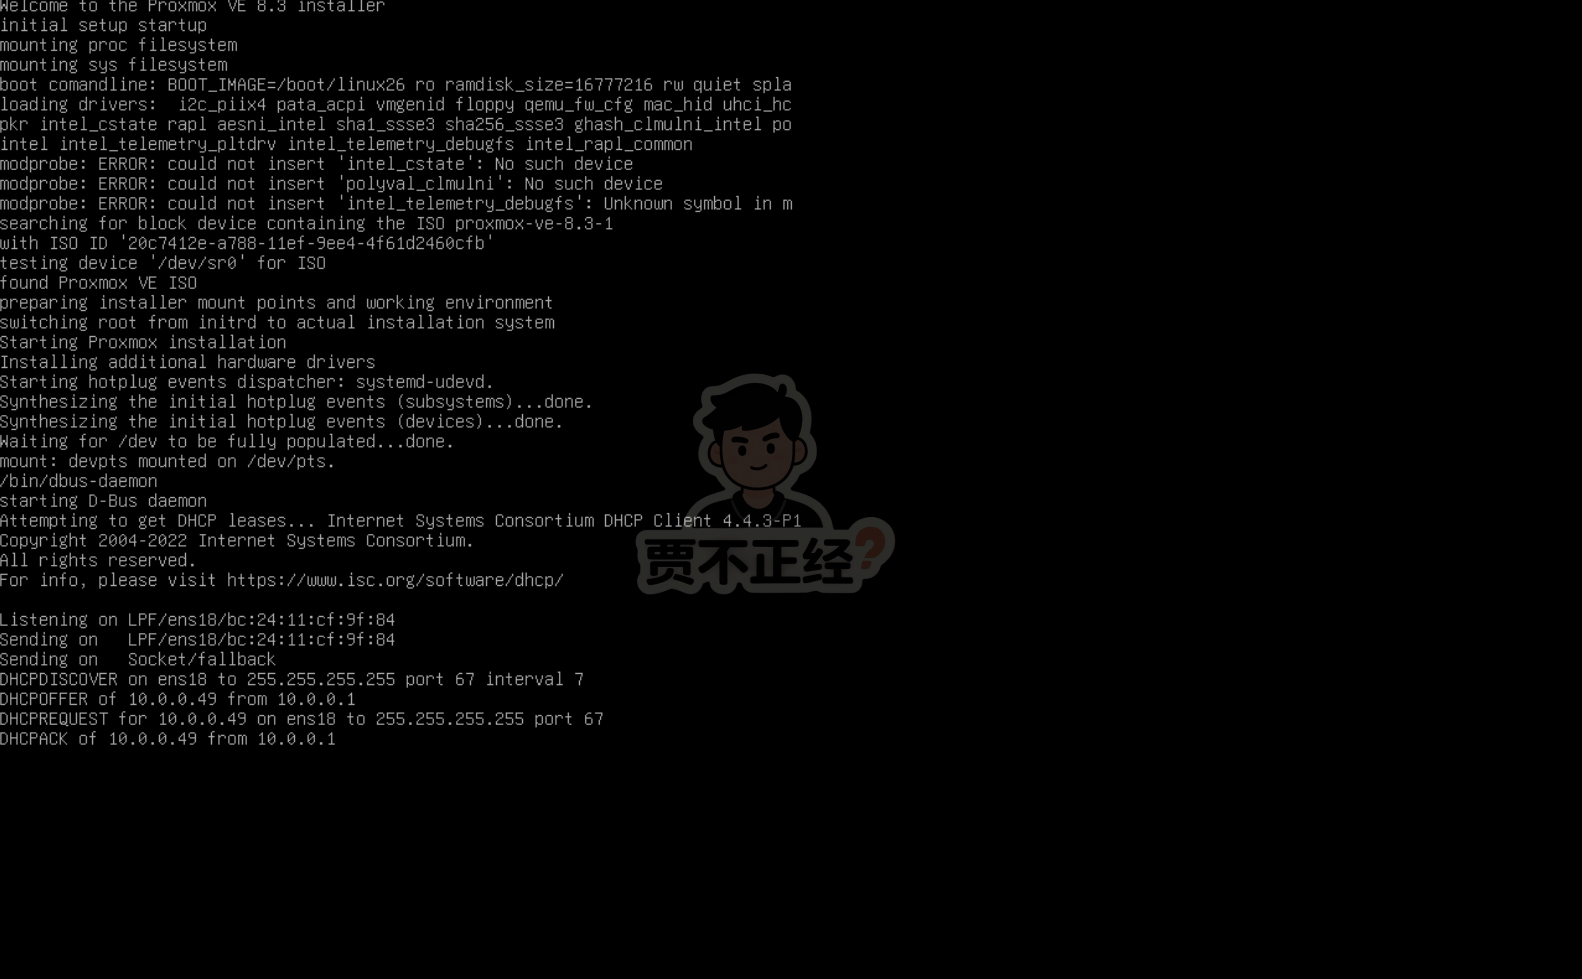 Welcome to the Proxmox VE 8.3 installer
initial setup startup
mounting proc filesystem
mounting sys filesystem
boot comandline: BOOT_IMAGE=/boot/linux26 ro ramdisk_size=16777216 rw quiet spla
loading drivers:  i2c_piix4 pata_acpi vmgenid floppy qemu_fw_cfg mac_hid uhci_hc
pkr intel_cstate rapl aesni_intel sha1_ssse3 sha256_ssse3 ghash_clmulni_intel po
intel intel_telemetry_pltdrv intel_telemetry_debugfs intel_rapl_common
modprobe: ERROR: could not insert 'intel_cstate': No such device
modprobe: ERROR: could not insert 'polyval_clmulni': No such device
modprobe: ERROR: could not insert 'intel_telemetry_debugfs': Unknown symbol in m
searching for block device containing the ISO proxmox-ve-8.3-1
with ISO ID '20c7412e-a788-11ef-9ee4-4f61d2460cfb'
testing device '/dev/sr0' for ISO
found Proxmox VE ISO
preparing installer mount points and working environment
switching root from initrd to actual installation system
Starting Proxmox installation
Installing additional hardware drivers
Starting hotplug events dispatcher: systemd-udevd.
Synthesizing the initial hotplug events (subsystems)...done.
Synthesizing the initial hotplug events (devices)...done.
Waiting for /dev to be fully populated...done.
mount: devpts mounted on /dev/pts.
/bin/dbus-daemon
starting D-Bus daemon
Attempting to get DHCP leases... Internet Systems Consortium DHCP Client 4.4.3-P1
Copyright 2004-2022 Internet Systems Consortium.
All rights reserved.
For info, please visit https://www.isc.org/software/dhcp/
贾不正经?
Listening on LPF/ens18/bc:24:11:cf:9f:84
Sending on   LPF/ens18/bc:24:11:cf:9f:84
Sending on   Socket/fallback
DHCPDISCOVER on ens18 to 255.255.255.255 port 67 interval 7
DHCPOFFER of 10.0.0.49 from 10.0.0.1
DHCPREQUEST for 10.0.0.49 on ens18 to 255.255.255.255 port 67
DHCPACK of 10.0.0.49 from 10.0.0.1